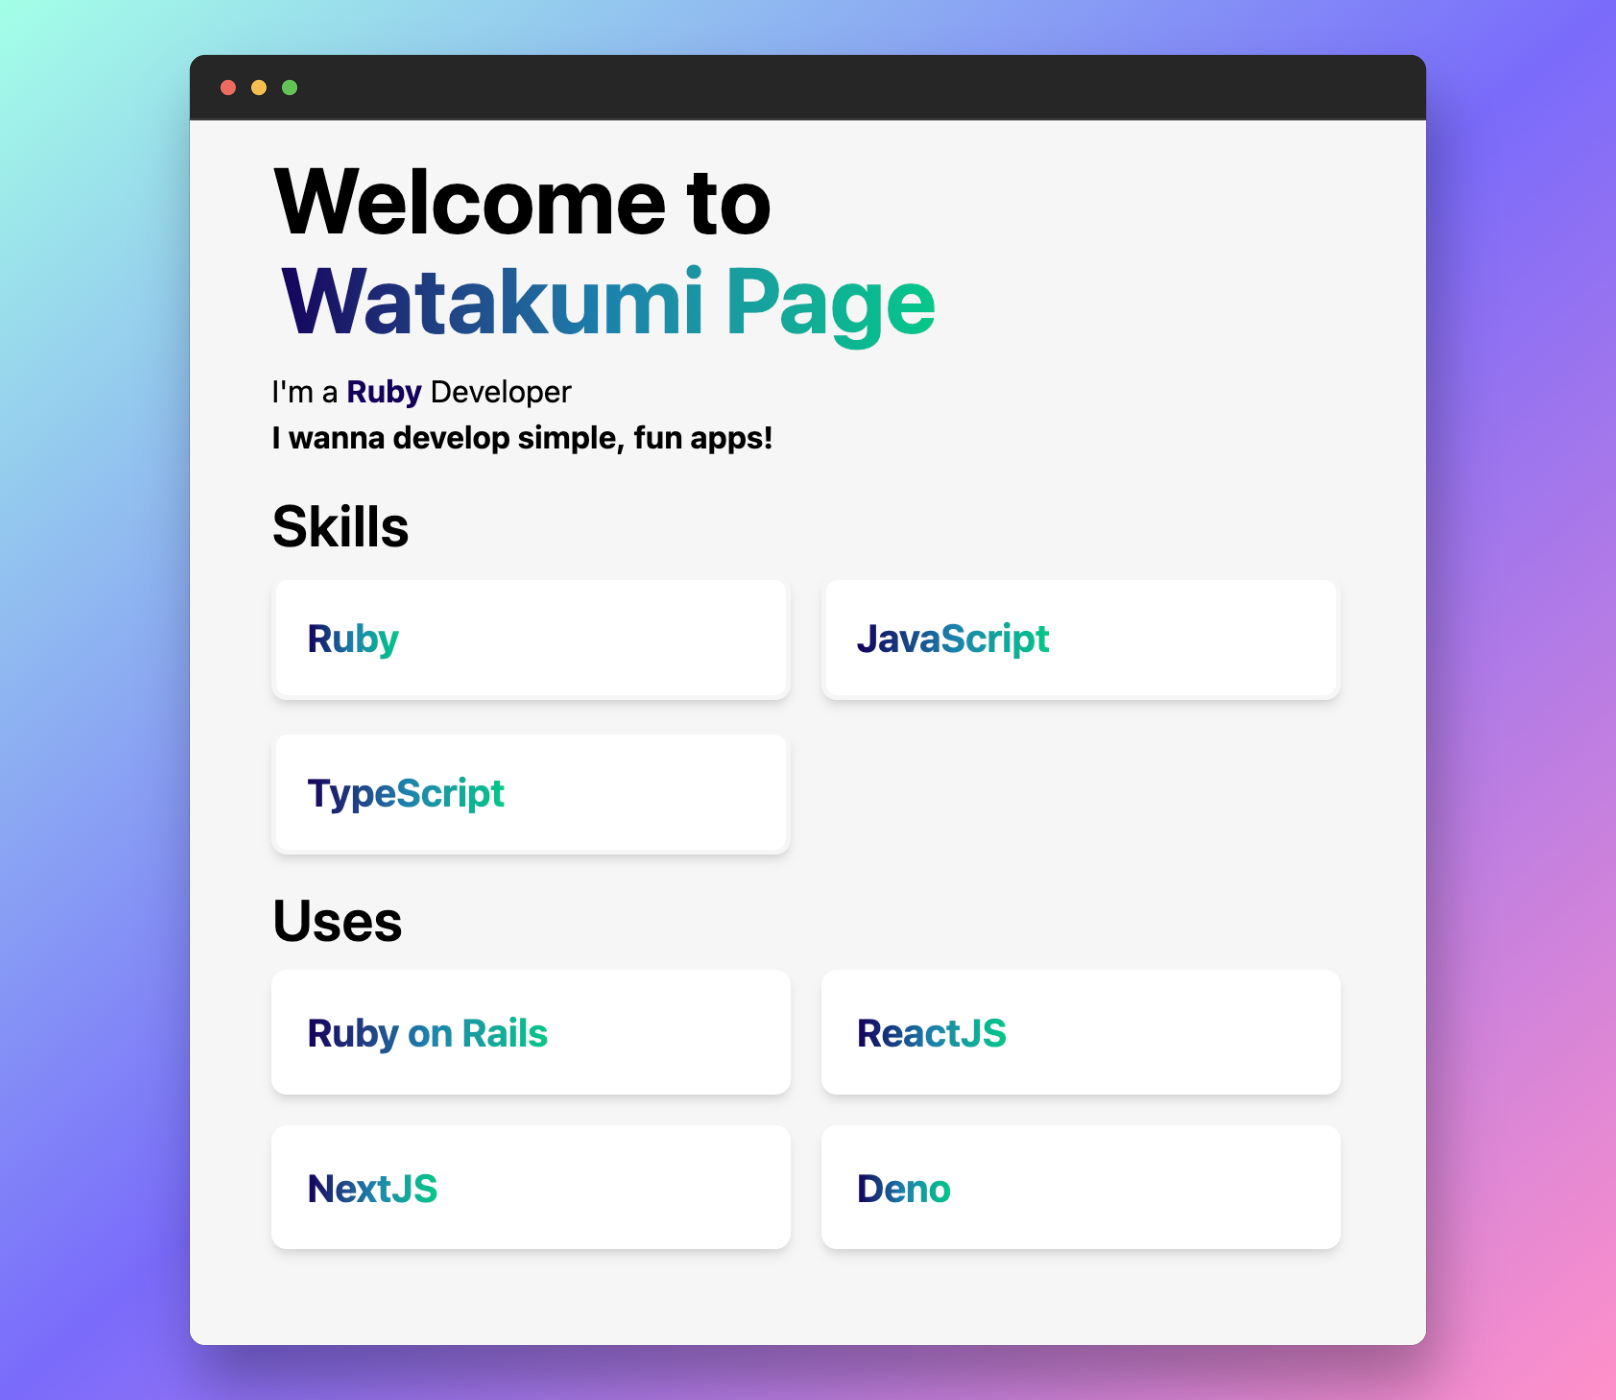 Welcome to
Watakumi Page
I'm a Ruby Developer
I wanna develop simple, fun apps!
Skills
Ruby
JavaScript
TypeScript
Uses
Ruby on Rails
ReactJS
NextJS
Deno